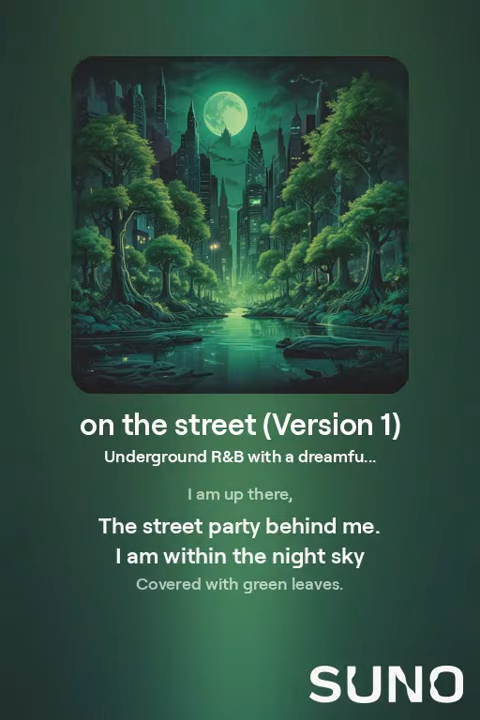 on the street (Version 1)
Underground R&B with a dreamfu...
I am up there,
The street party behind me.
I am within the night sky
Covered with green leaves.
SUNO